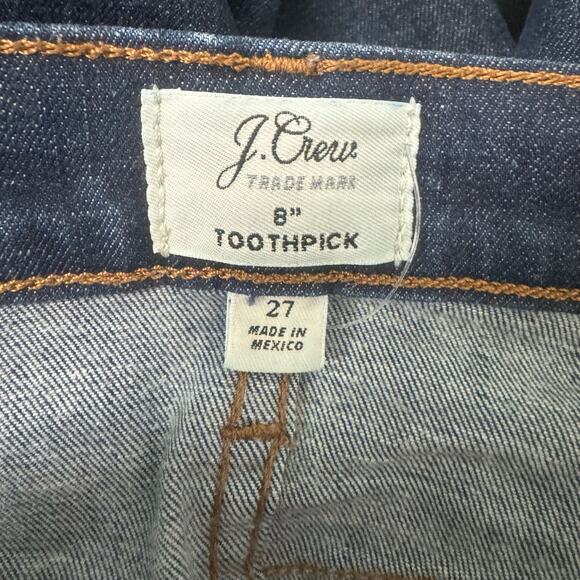 J.Crew
TRADE MARK
8”
TOOTHPICK
27
MADE IN
MEXICO